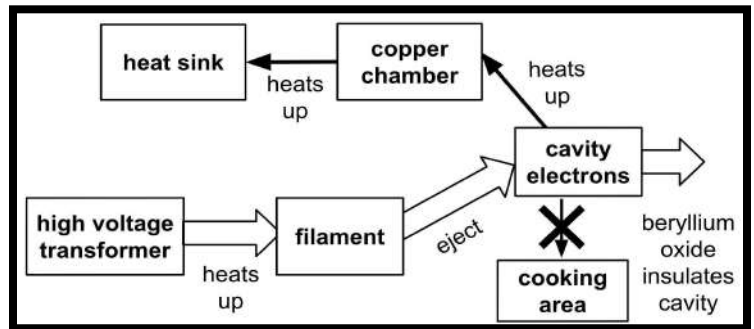 heat sink
heats
up
copper
chamber
heats
up
cavity
electrons
high voltage
transformer
heats
up
filament
eject
beryllium
oxide
insulates
cavity
cooking
area